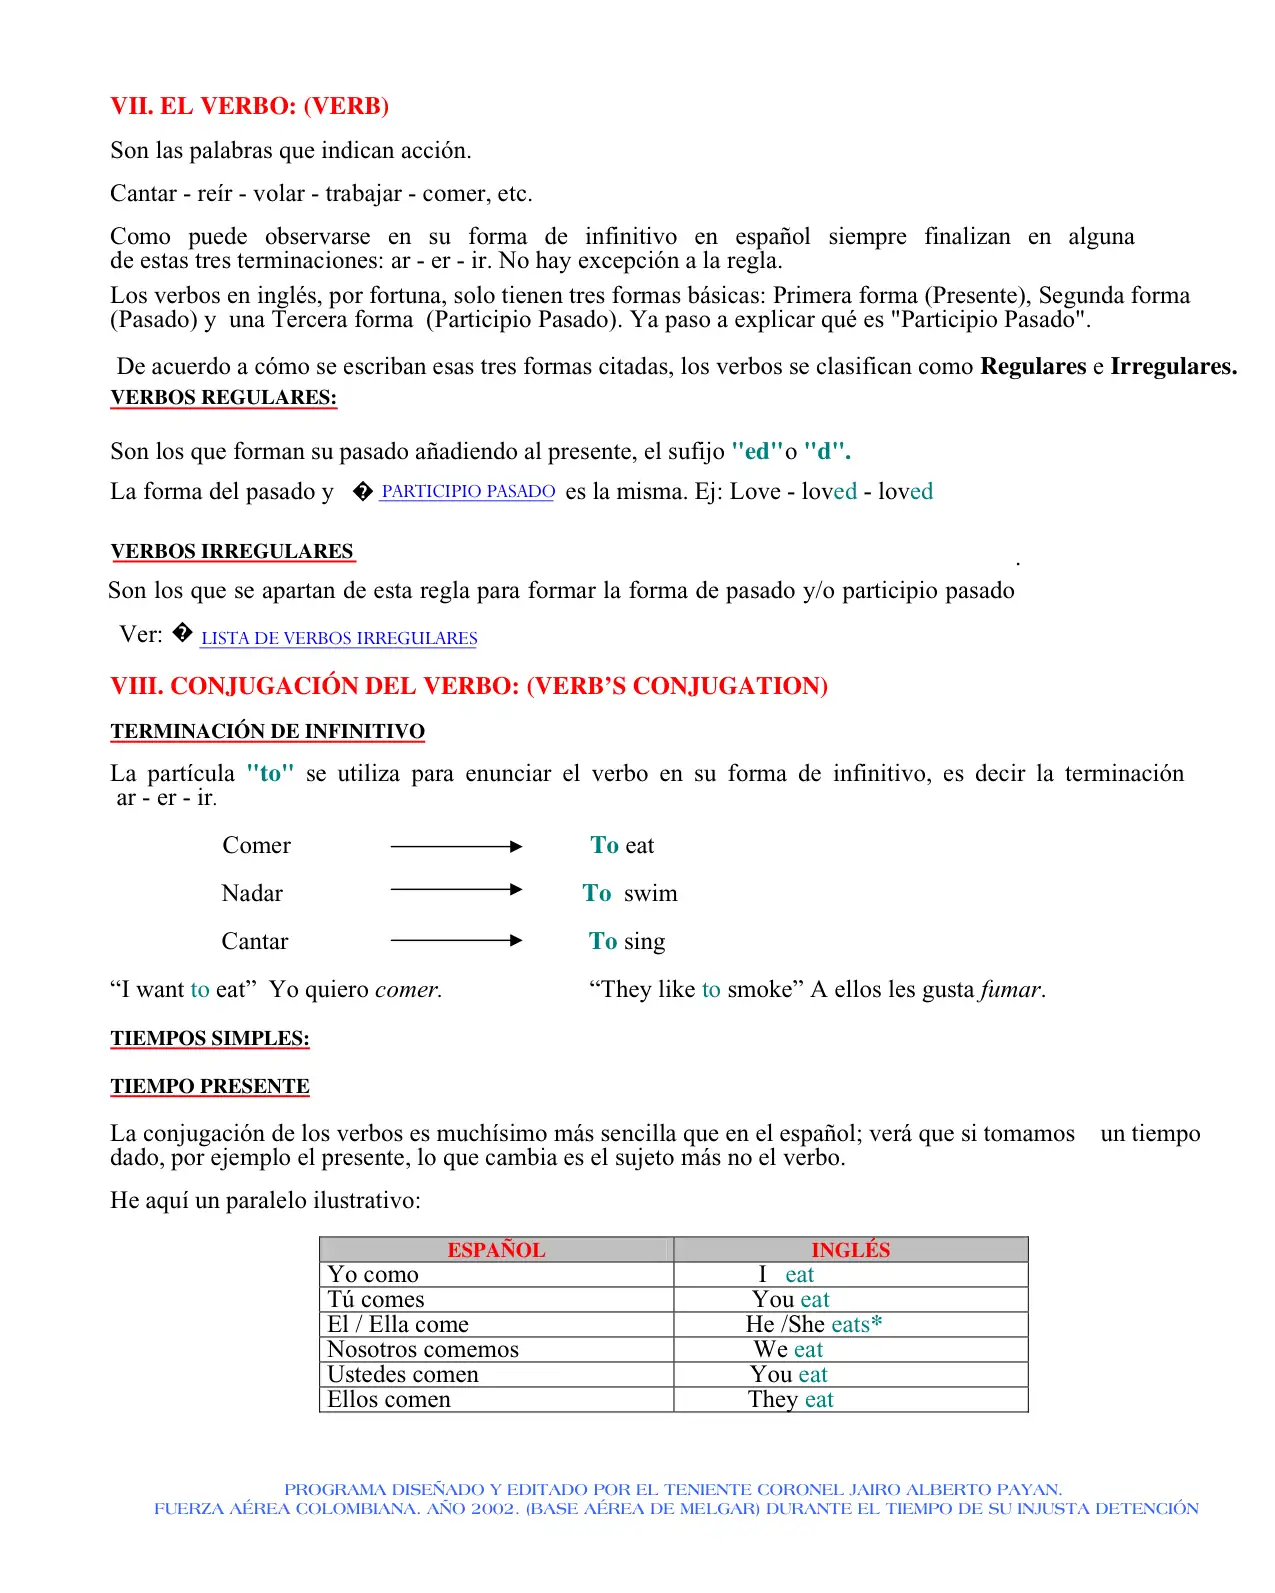 VII. EL VERBO: (VERB)
Son las palabras que indican acción.
Cantar - reír - volar - trabajar - comer, etc.
Como puede observarse en su forma de infinitivo en español siempre finalizan en alguna
de estas tres terminaciones: ar - er - ir. No hay excepción a la regla.
Los verbos en inglés, por fortuna, solo tienen tres formas básicas: Primera forma (Presente), Segunda forma
(Pasado) y una Tercera forma (Participio Pasado). Ya paso a explicar qué es "Participio Pasado".
De acuerdo a cómo se escriban esas tres formas citadas, los verbos se clasifican como Regulares e Irregulares.
VERBOS REGULARES:
Son los que forman su pasado añadiendo al presente, el sufijo "ed"o "d".
La forma del pasado y � PARTICIPIO PASADO es la misma. Ej: Love - loved - loved
VERBOS IRREGULARES
Son los que se apartan de esta regla para formar la forma de pasado y/o participio pasado.
Ver: � LISTA DE VERBOS IRREGULARES
VIII. CONJUGACIÓN DEL VERBO: (VERB’S CONJUGATION)
TERMINACIÓN DE INFINITIVO
La partícula "to" se utiliza para enunciar el verbo en su forma de infinitivo, es decir la terminación
ar - er - ir.
Comer To eat
Nadar To swim
Cantar To sing
“I want to eat” Yo quiero comer. “They like to smoke” A ellos les gusta fumar.
TIEMPOS SIMPLES:
TIEMPO PRESENTE
La conjugación de los verbos es muchísimo más sencilla que en el español; verá que si tomamos un tiempo
dado, por ejemplo el presente, lo que cambia es el sujeto más no el verbo.
He aquí un paralelo ilustrativo:
ESPAÑOL INGLÉS
Yo como I eat
Tú comes You eat
El / Ella come He /She eats*
Nosotros comemos We eat
Ustedes comen You eat
Ellos comen They eat
PROGRAMA DISEÑADO Y EDITADO POR EL TENIENTE CORONEL JAIRO ALBERTO PAYAN.
FUERZA AÉREA COLOMBIANA. AÑO 2002. (BASE AÉREA DE MELGAR) DURANTE EL TIEMPO DE SU INJUSTA DETENCIÓN